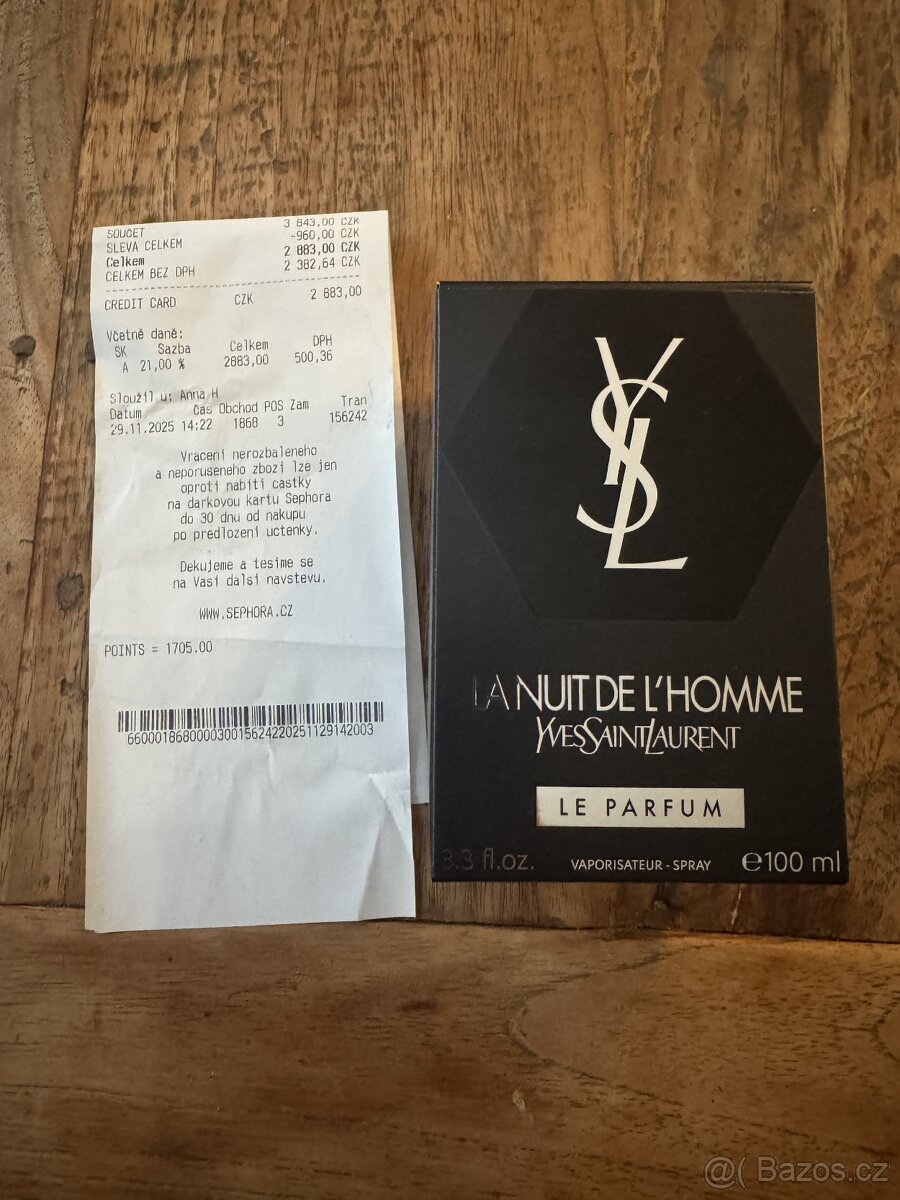 SOUČET 3 843,00 CZK
SLEVA CELKEM -960,00 CZK
Celkem 2 883,00 CZK
CELKEM BEZ DPH 2 382,64 CZK
CREDIT CARD CZK 2 883,00
Včetně daně:
SK Sazba Celkem DPH
A 21,00 % 2883,00 500,36
Sloužil u: Anna H
Datum Čas Obchod POS Zam Tran
29.11.2025 14:22 1868 3 156242
Vraceni nerozbaleneho
a neporuseneho zbozi lze jen
oproti nabiti castky
na darkovou kartu Sephora
do 30 dnu od nakupu
po predlozeni uctenky.
Dekujeme a tesime se
na Vasi dalsi navstevu.
WWW.SEPHORA.CZ
POINTS = 1705.00
660001868000030015624220251129142003
YSL
LA NUIT DE L'HOMME
YVESSAINTLAURENT
LE PARFUM
3.3 fl.oz. VAPORISATEUR - SPRAY e100 ml
@( Bazos.cz